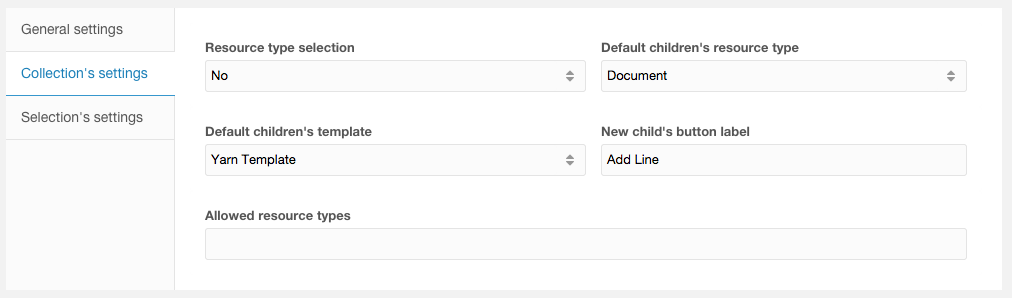 General settings
Collection's settings
Selection's settings
Resource type selection
Default children's resource type
No
Document
Default children's template
New child's button label
Yarn Template
Add Line
Allowed resource types